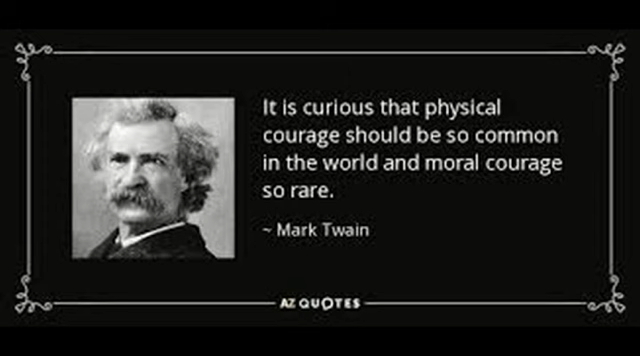 It is curious that physical
courage should be so common
in the world and moral courage
so rare.
~ Mark Twain
AZ QUOTES